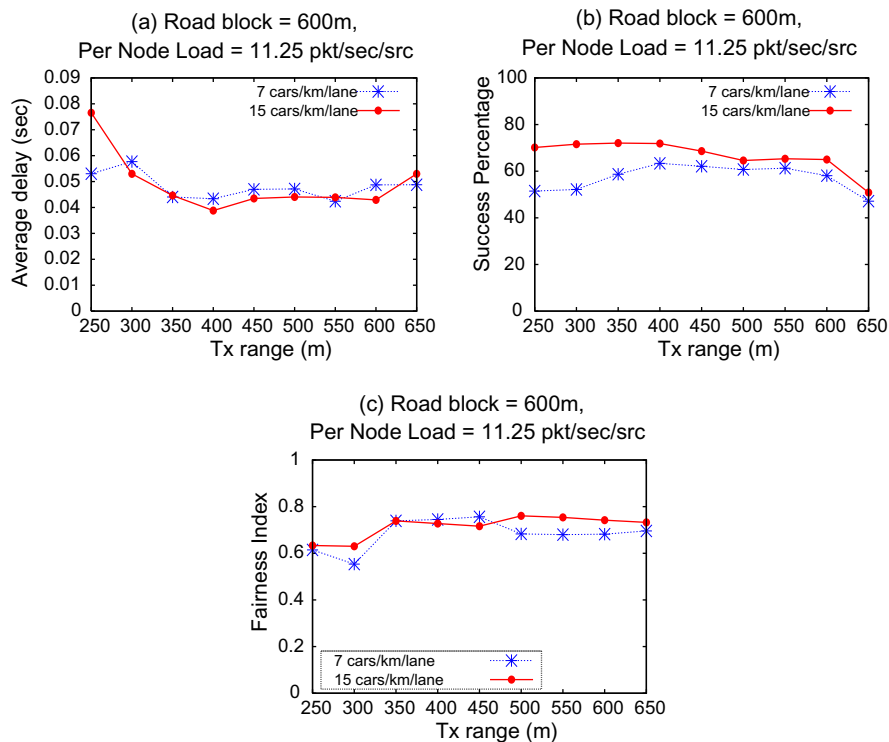 (a) Road block = 600m,
Per Node Load = 11.25 pkt/sec/src
0.09
0.08
0.07
0.06
0.05
0.04
0.03
0.02
0.01
0
Average delay (sec)
7 cars/km/lane
15 cars/km/lane
250 300 350 400 450 500 550 600 650
Tx range (m)
(b) Road block = 600m,
Per Node Load = 11.25 pkt/sec/src
100
80
60
40
20
0
Success Percentage
7 cars/km/lane
15 cars/km/lane
250 300 350 400 450 500 550 600 650
Tx range (m)
(c) Road block = 600m,
Per Node Load = 11.25 pkt/sec/src
1
0.8
0.6
0.4
0.2
0
Fairness Index
7 cars/km/lane
15 cars/km/lane
250 300 350 400 450 500 550 600 650
Tx range (m)